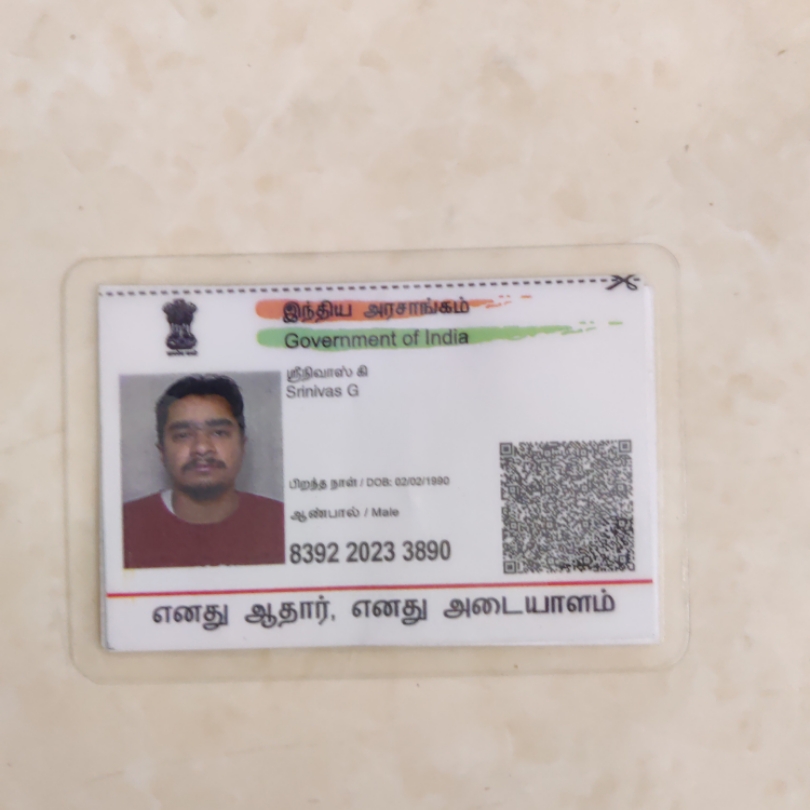 இந்திய அரசாங்கம்
Government of India
ஸ்ரீநிவாஸ் கி
Srinivas G
பிறந்த நாள் / DOB: 02/02/1990
ஆண்பால் / Male
8392 2023 3890
எனது ஆதார், எனது அடையாளம்